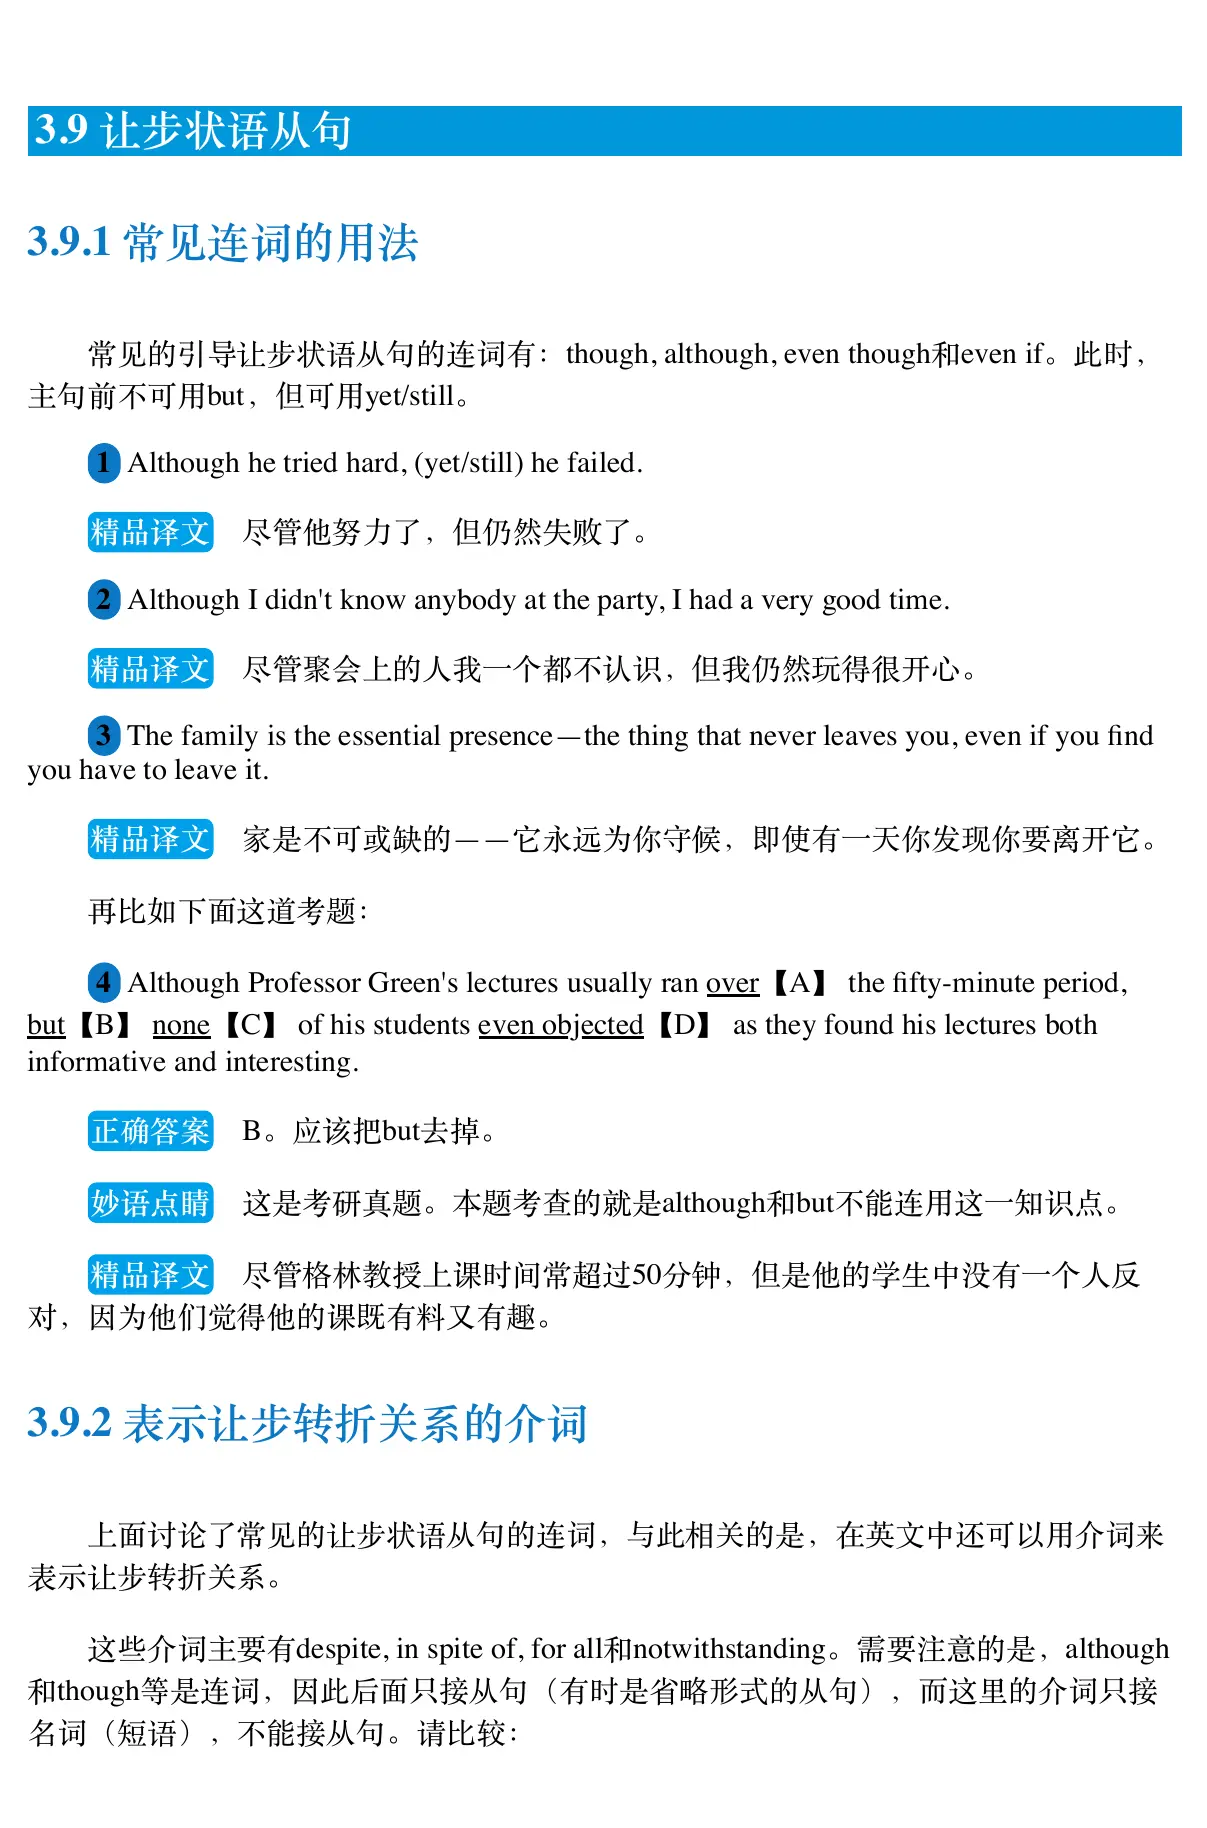 3.9 让步状语从句
3.9.1 常见连词的用法
常见的引导让步状语从句的连词有：though, although, even though和even if。此时，
主句前不可用but，但可用yet/still。
1 Although he tried hard, (yet/still) he failed.
精品译文 尽管他努力了，但仍然失败了。
2 Although I didn't know anybody at the party, I had a very good time.
精品译文 尽管聚会上的人我一个都不认识，但我仍然玩得很开心。
3 The family is the essential presence—the thing that never leaves you, even if you find
you have to leave it.
精品译文 家是不可或缺的——它永远为你守候，即使有一天你发现你要离开它。
再比如下面这道考题：
4 Although Professor Green's lectures usually ran over【A】 the fifty-minute period,
but【B】 none【C】 of his students even objected【D】 as they found his lectures both
informative and interesting.
正确答案 B。应该把but去掉。
妙语点睛 这是考研真题。本题考查的就是although和but不能连用这一知识点。
精品译文 尽管格林教授上课时间常超过50分钟，但是他的学生中没有一个人反
对，因为他们觉得他的课既有料又有趣。
3.9.2 表示让步转折关系的介词
上面讨论了常见的让步状语从句的连词，与此相关的是，在英文中还可以用介词来
表示让步转折关系。
这些介词主要有despite, in spite of, for all和notwithstanding。需要注意的是，although
和though等是连词，因此后面只接从句（有时是省略形式的从句），而这里的介词只接
名词（短语），不能接从句。请比较：